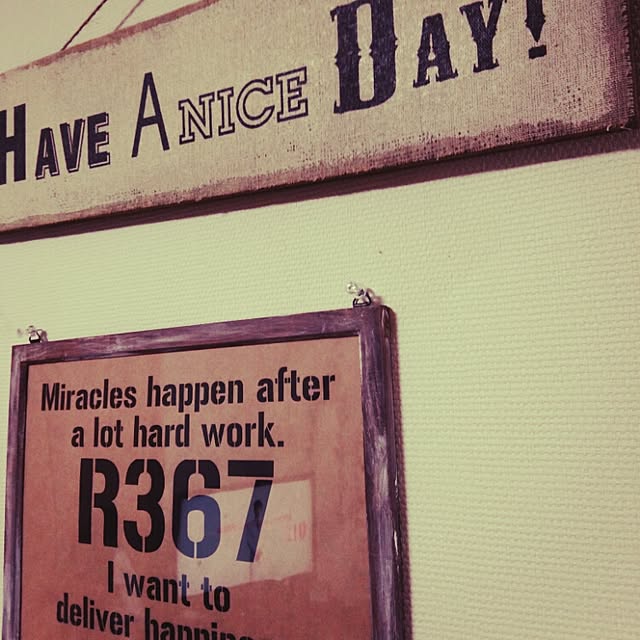 HAVE A NICE DAY!
Miracles happen after
a lot hard work.
R367
I want to
deliver